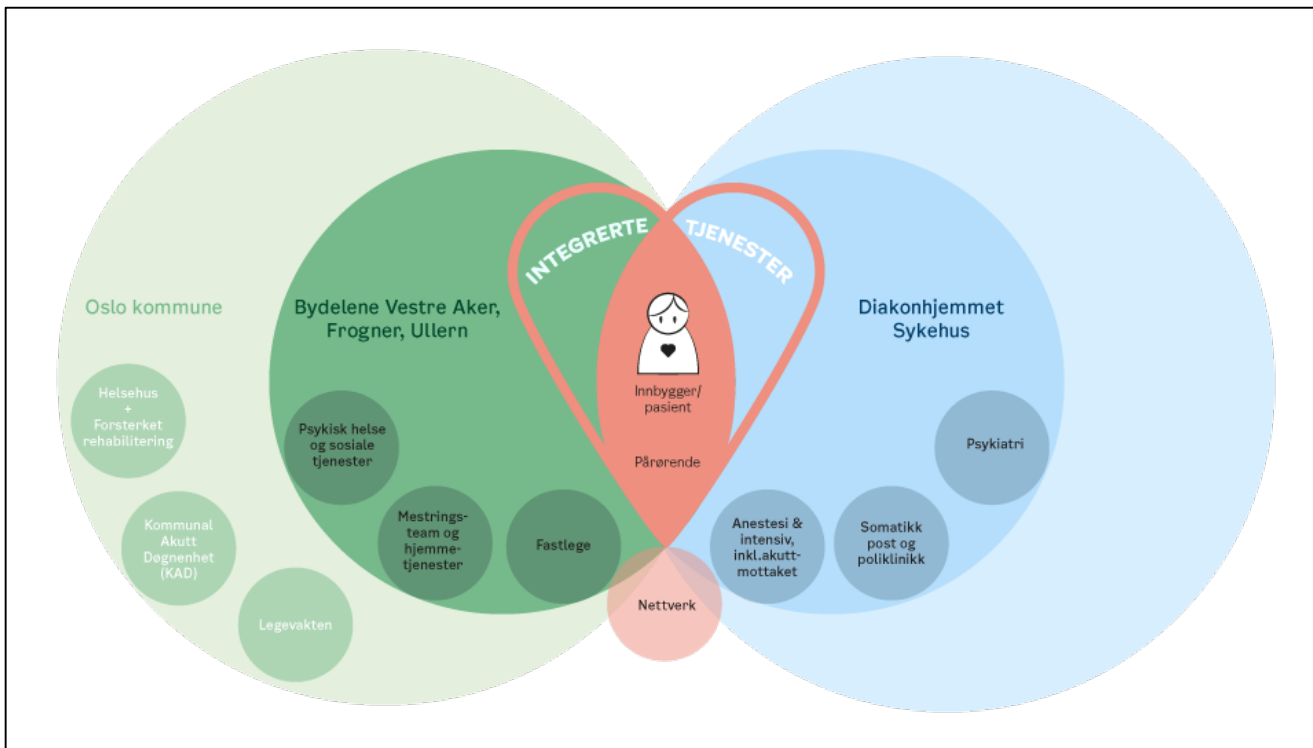 INTEGRERTE TJENESTER
Oslo kommune
Bydelene Vestre Aker,
Frogner, Ullern
Diakonhjemmet
Sykehus
Innbygger/
pasient
Pårørende
Helsehus
+
Forsterket
rehabilitering
Kommunal
Akutt
Døgnenhet
(KAD)
Legevakten
Psykisk helse
og sosiale
tjenester
Mestrings-
team og
hjemme-
tjenester
Fastlege
Nettverk
Anestesi &
intensiv,
inkl.akutt-
mottaket
Somatikk
post og
poliklinikk
Psykiatri